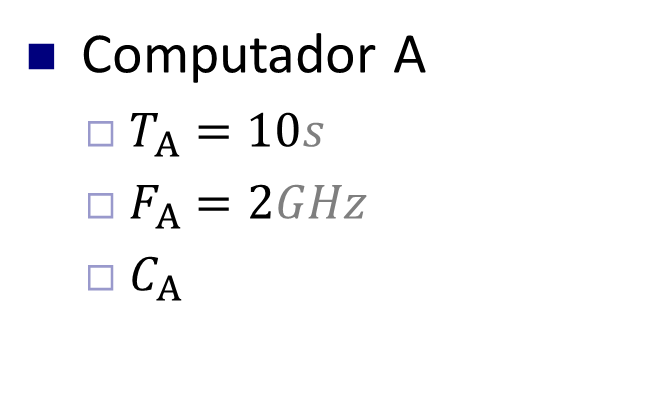 Computador A
T_A = 10s
F_A = 2GHz
C_A